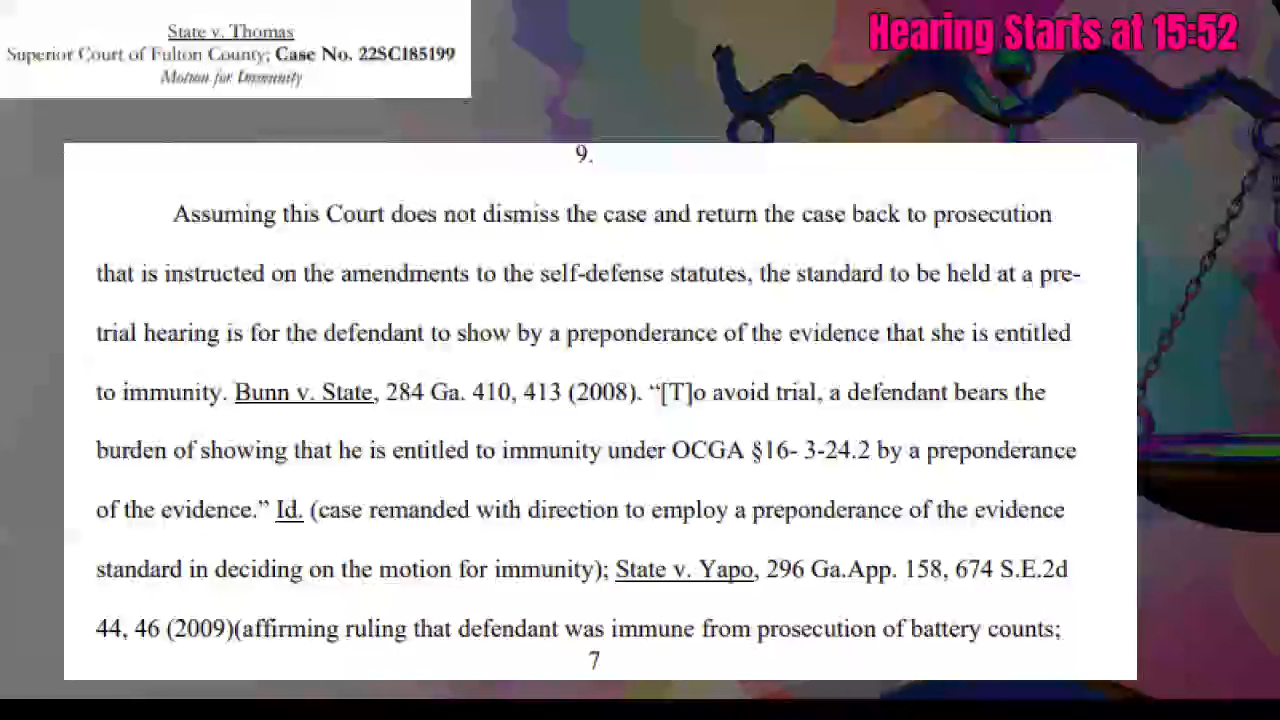 State v. Thomas
Superior Court of Fulton County; Case No. 22SC185199
Motion for Immunity
Hearing Starts at 15:52
9.
Assuming this Court does not dismiss the case and return the case back to prosecution
that is instructed on the amendments to the self-defense statutes, the standard to be held at a pre-
trial hearing is for the defendant to show by a preponderance of the evidence that she is entitled
to immunity. Bunn v. State, 284 Ga. 410, 413 (2008). “[T]o avoid trial, a defendant bears the
burden of showing that he is entitled to immunity under OCGA §16- 3-24.2 by a preponderance
of the evidence.” Id. (case remanded with direction to employ a preponderance of the evidence
standard in deciding on the motion for immunity); State v. Yapo, 296 Ga.App. 158, 674 S.E.2d
44, 46 (2009)(affirming ruling that defendant was immune from prosecution of battery counts;
7